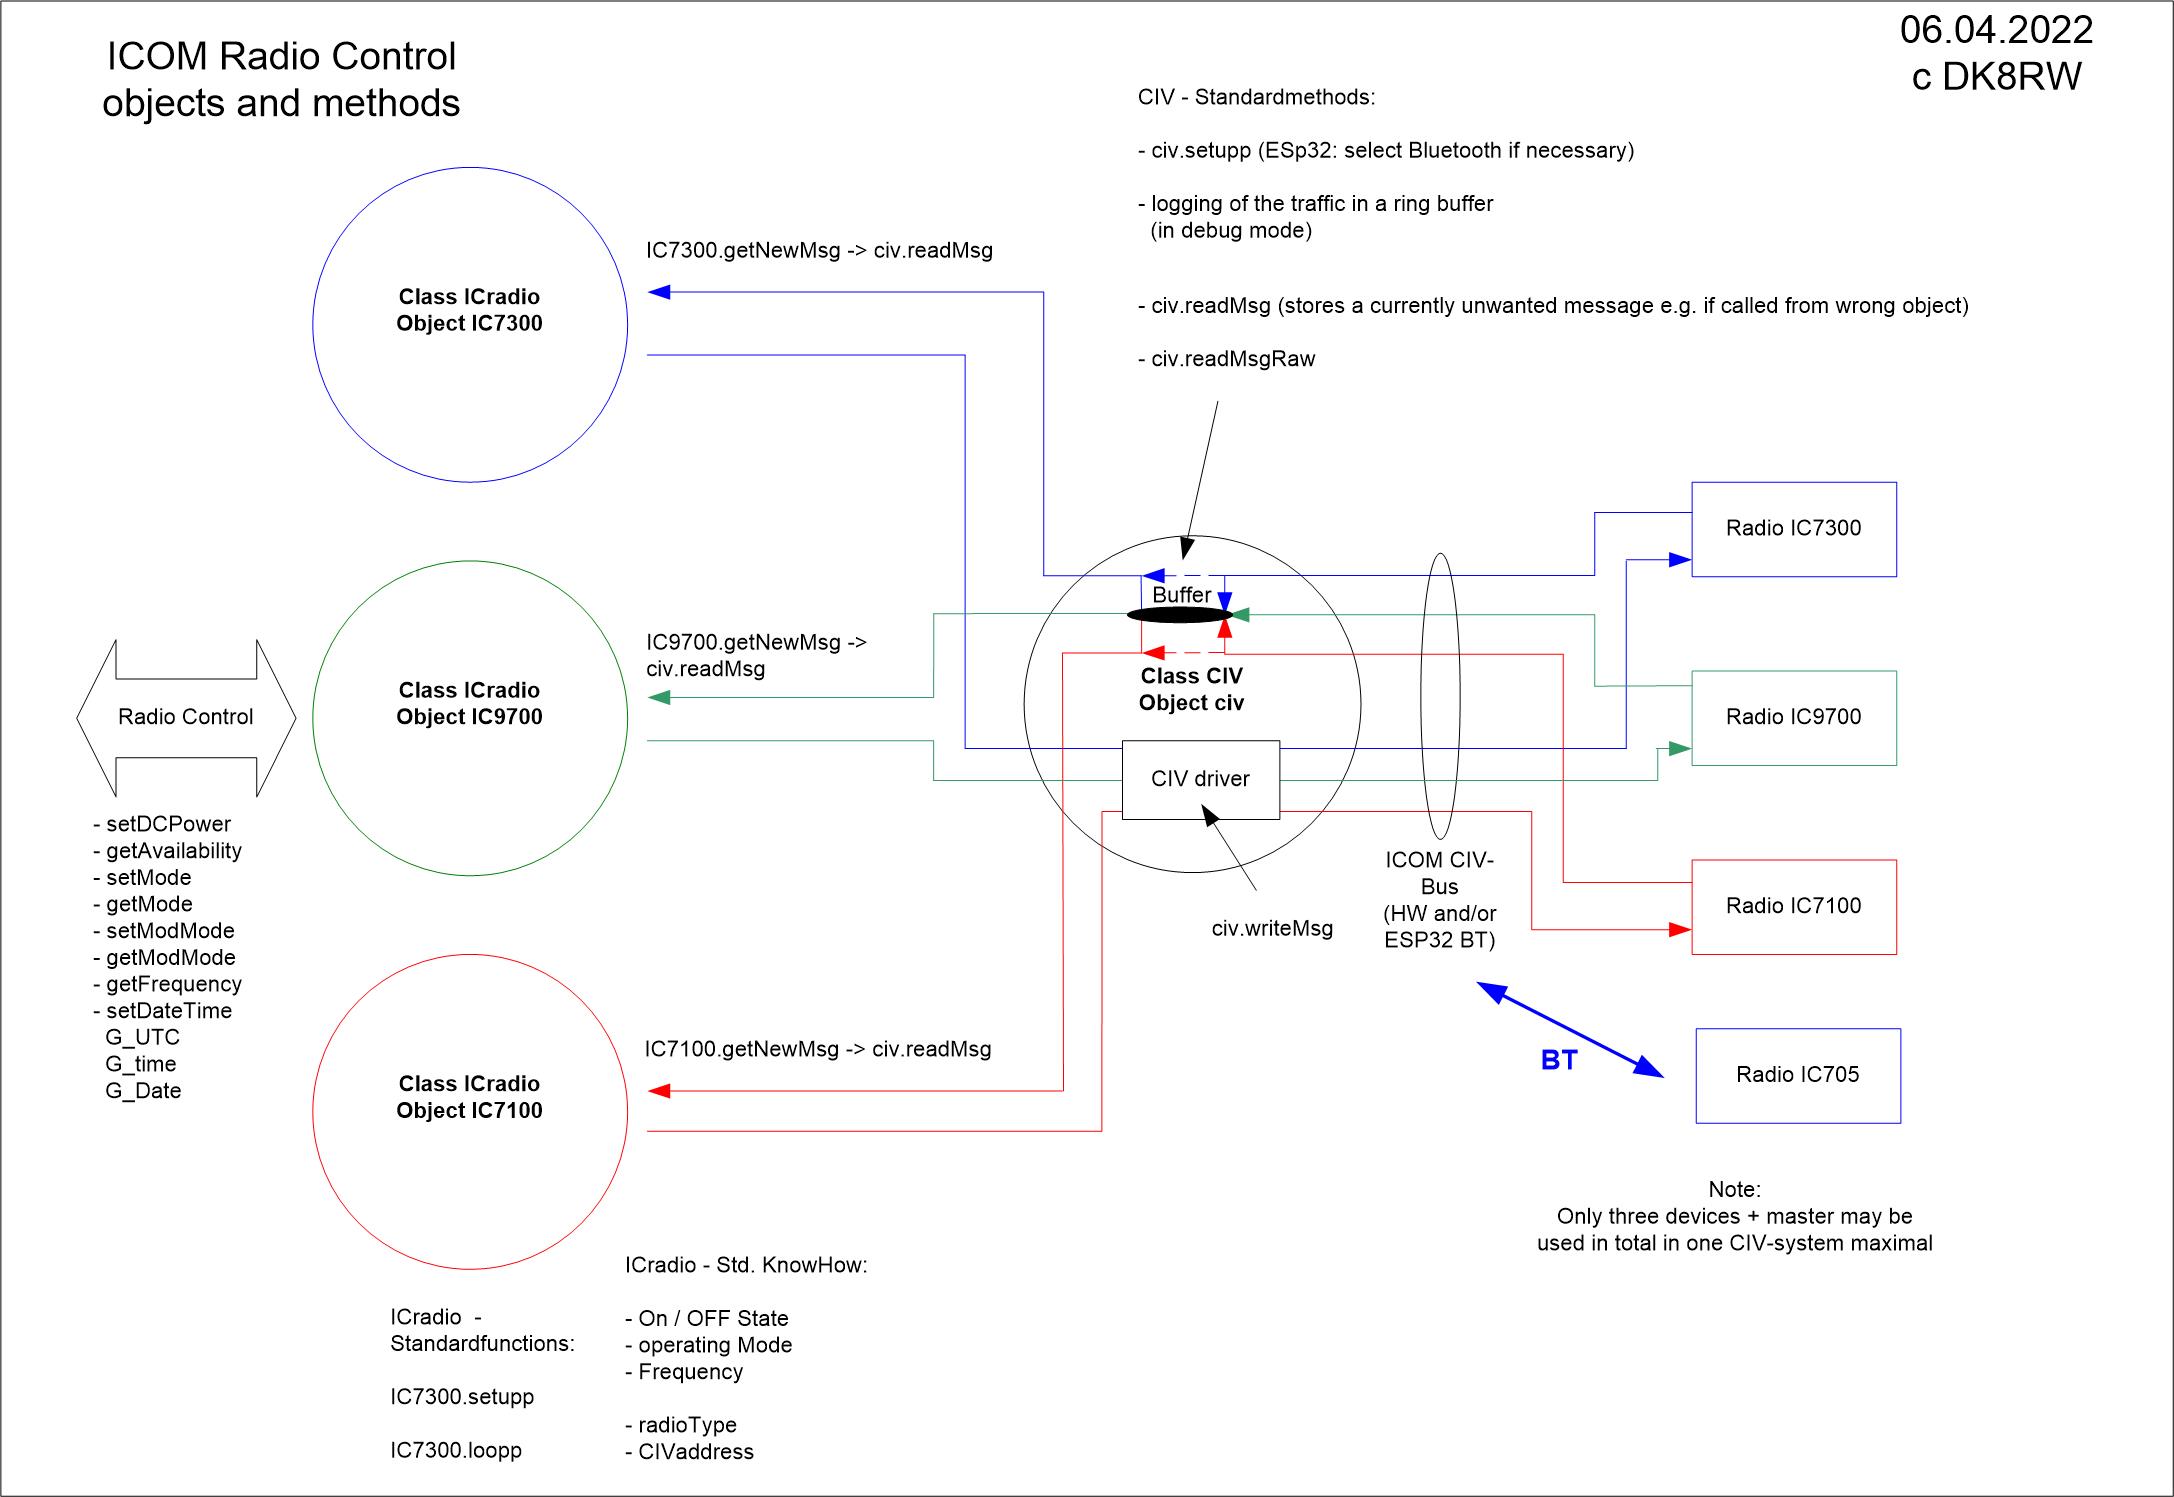 ICOM Radio Control
objects and methods
06.04.2022
c DK8RW
CIV - Standardmethods:
- civ.setupp (ESp32: select Bluetooth if necessary)
- logging of the traffic in a ring buffer
(in debug mode)
- civ.readMsg (stores a currently unwanted message e.g. if called from wrong object)
- civ.readMsgRaw
IC7300.getNewMsg -> civ.readMsg
Class ICradio
Object IC7300
Radio IC7300
Buffer
IC9700.getNewMsg ->
civ.readMsg
Class CIV
Object civ
Class ICradio
Object IC9700
Radio Control
Radio IC9700
CIV driver
- setDCPower
- getAvailability
- setMode
- getMode
- setModMode
- getModMode
- getFrequency
- setDateTime
G_UTC
G_time
G_Date
ICOM CIV-
Bus
(HW and/or
ESP32 BT)
civ.writeMsg
Radio IC7100
IC7100.getNewMsg -> civ.readMsg
Class ICradio
Object IC7100
BT
Radio IC705
Note:
Only three devices + master may be
used in total in one CIV-system maximal
ICradio -
Standardfunctions:
IC7300.setupp
IC7300.loopp
ICradio - Std. KnowHow:
- On / OFF State
- operating Mode
- Frequency
- radioType
- CIVaddress